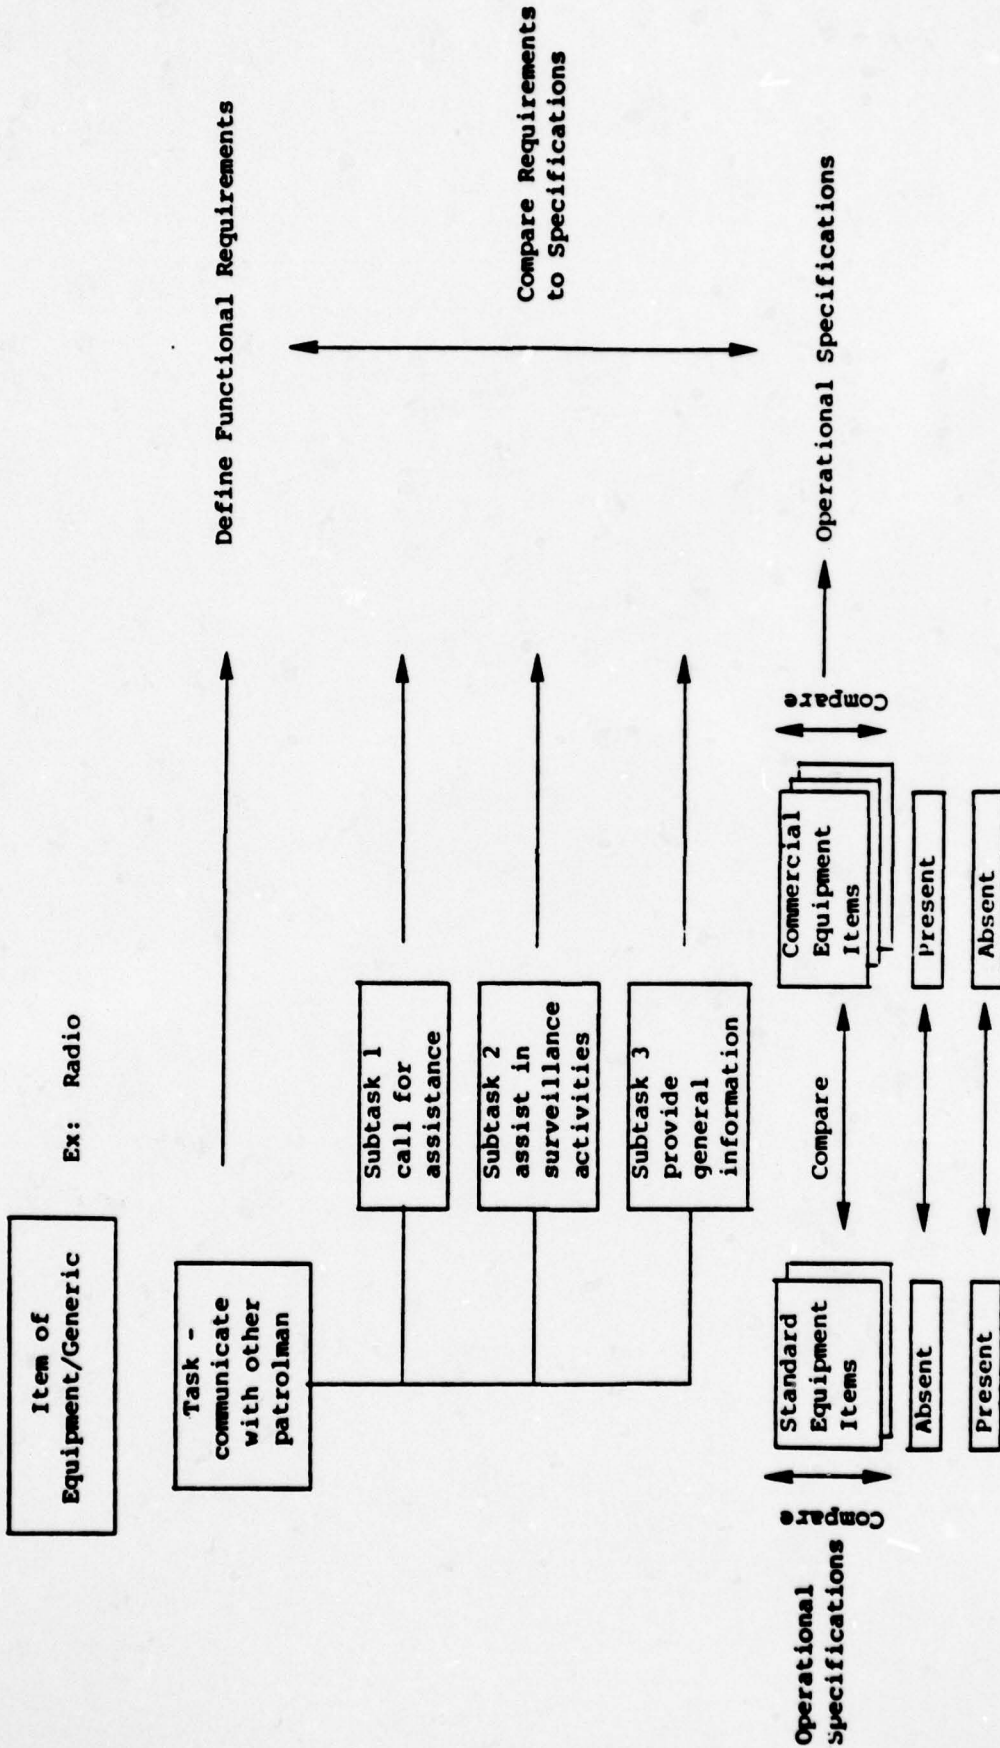 Item of
Equipment/Generic
Ex: Radio
Task -
communicate
with other
patrolman
Define Functional Requirements
Subtask 1
call for
assistance
Subtask 2
assist in
surveillance
activities
Subtask 3
provide
general
information
Compare Requirements
to Specifications
Operational
Specifications
Compare
Standard
Equipment
Items
Compare
Commercial
Equipment
Items
Compare
Operational Specifications
Absent
Present
Present
Absent